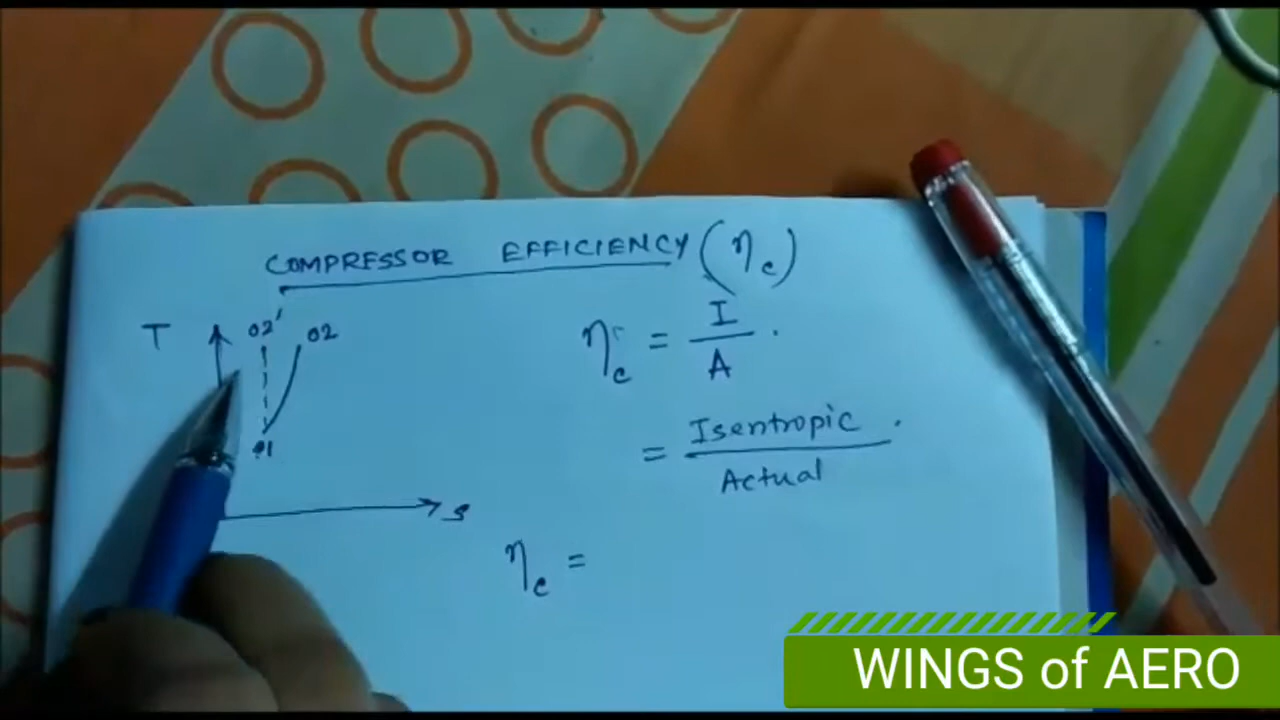 COMPRESSOR EFFICIENCY (ηc)
T 02' 02
01
S
ηc = I / A .
= Isentropic / Actual .
ηc =
WINGS of AERO